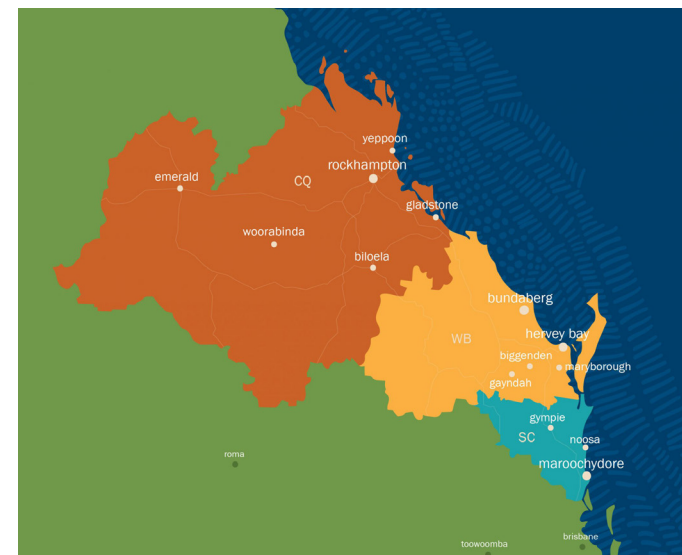 yeppoon
rockhampton
emerald
CQ
gladstone
woorabinda
biloela
bundaberg
hervey bay
WB
biggenden
maryborough
gayndah
gympie
SC
noosa
roma
maroochydore
brisbane
toowoomba